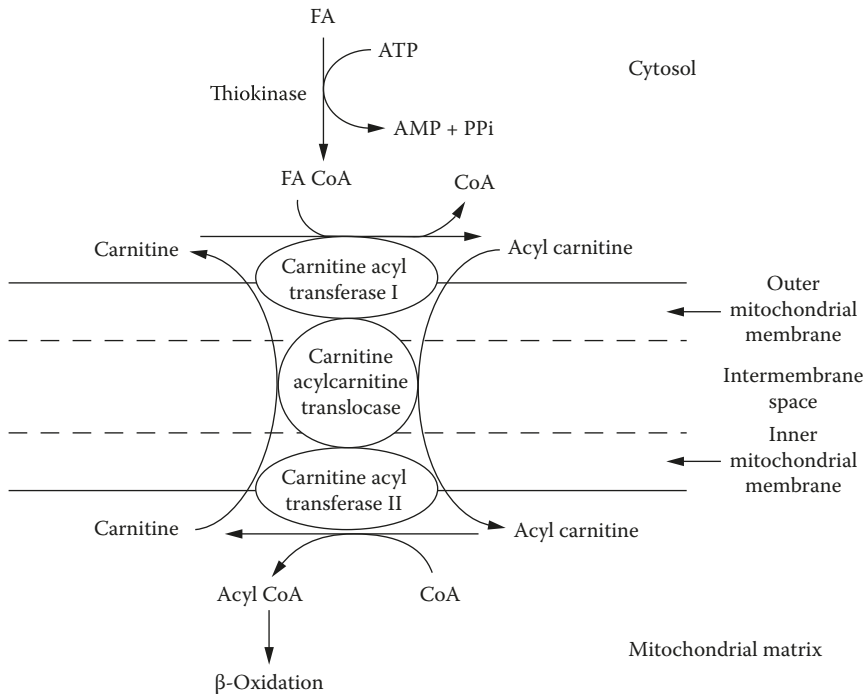 FA
ATP
Cytosol
Thiokinase
AMP + PPi
FA CoA
CoA
Carnitine
Acyl carnitine
Carnitine acyl
transferase I
Outer
mitochondrial
membrane
Carnitine
acylcarnitine
translocase
Intermembrane
space
Inner
mitochondrial
membrane
Carnitine acyl
transferase II
Carnitine
Acyl carnitine
Acyl CoA
CoA
Mitochondrial matrix
β-Oxidation